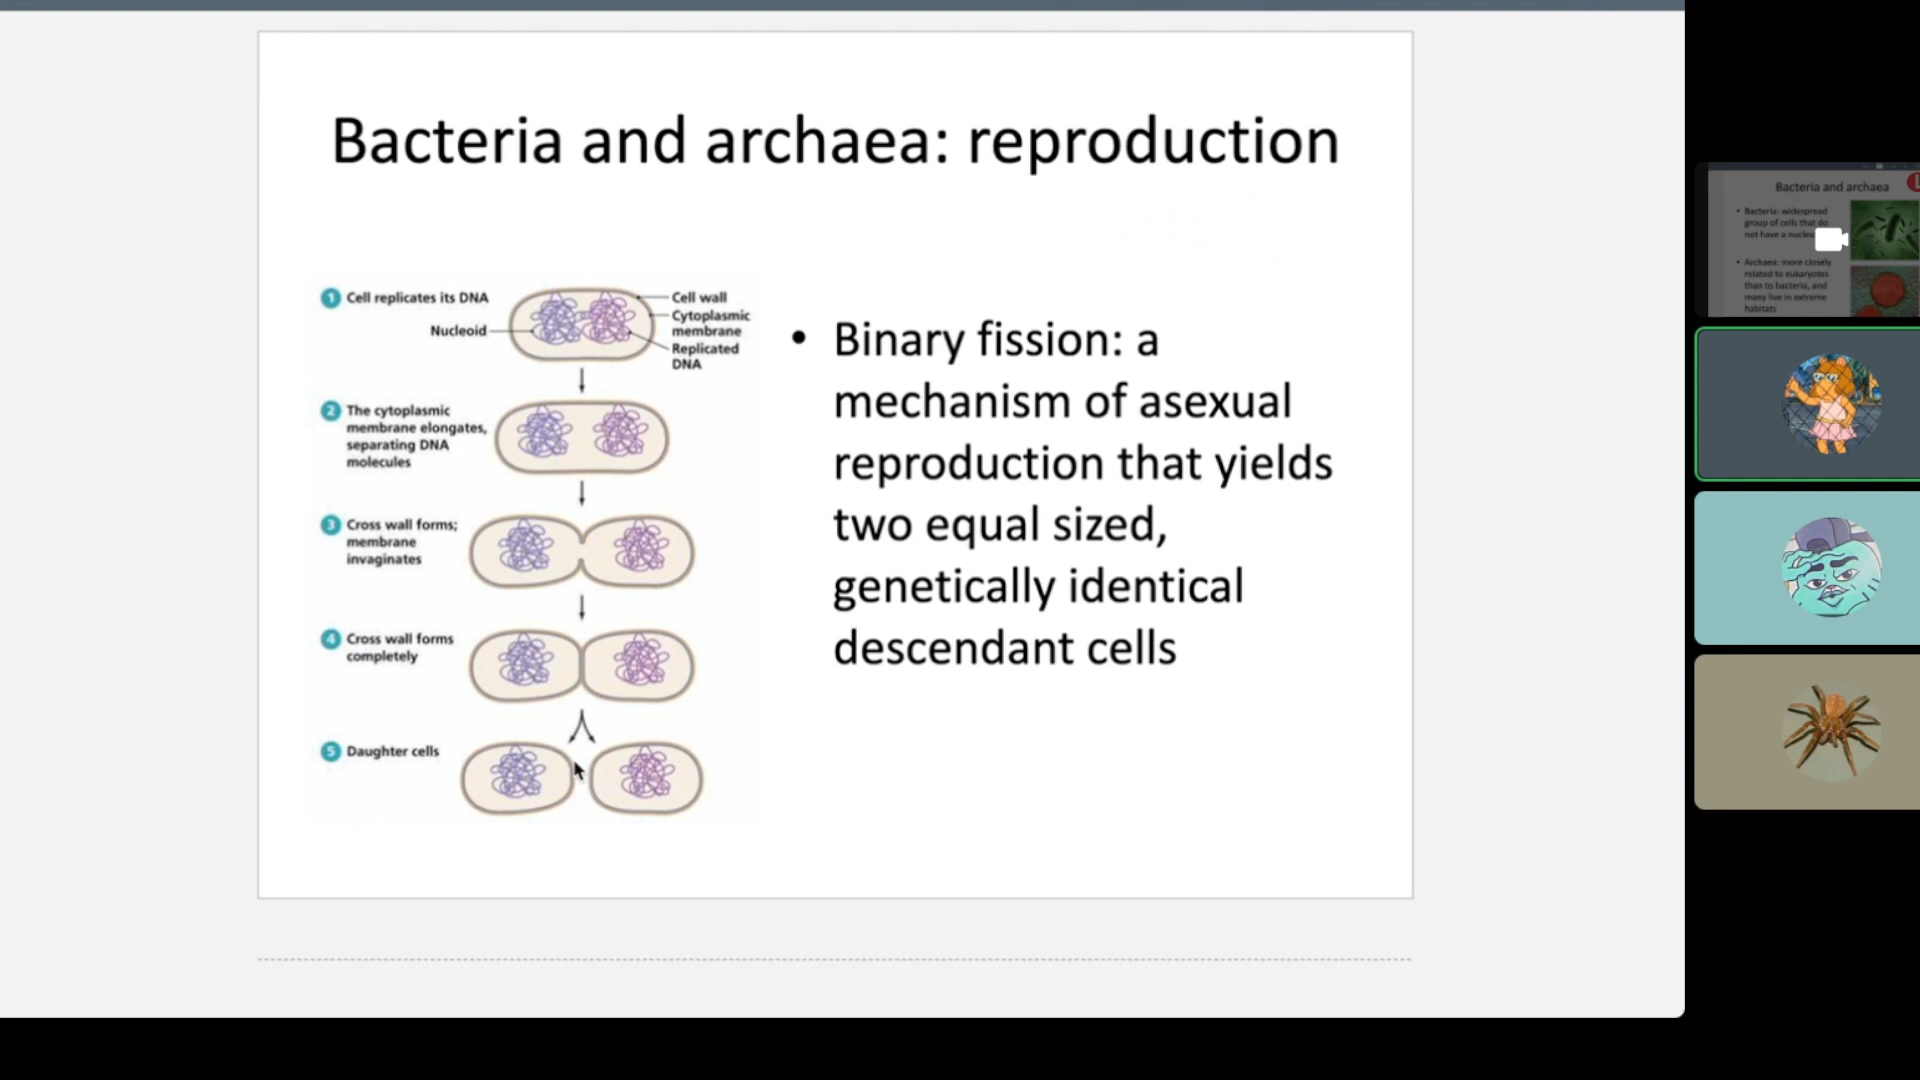 Bacteria and archaea: reproduction
1 Cell replicates its DNA
Nucleoid
Cell wall
Cytoplasmic
membrane
Replicated
DNA
2 The cytoplasmic
membrane elongates,
separating DNA
molecules
3 Cross wall forms;
membrane
invaginates
4 Cross wall forms
completely
5 Daughter cells
• Binary fission: a
mechanism of asexual
reproduction that yields
two equal sized,
genetically identical
descendant cells
Bacteria and archaea
• Bacteria: widespread
group of cells that do
not have a
• Archaea: more closely
related to eukaryotes
than to bacteria, and
many live in extreme
habitats